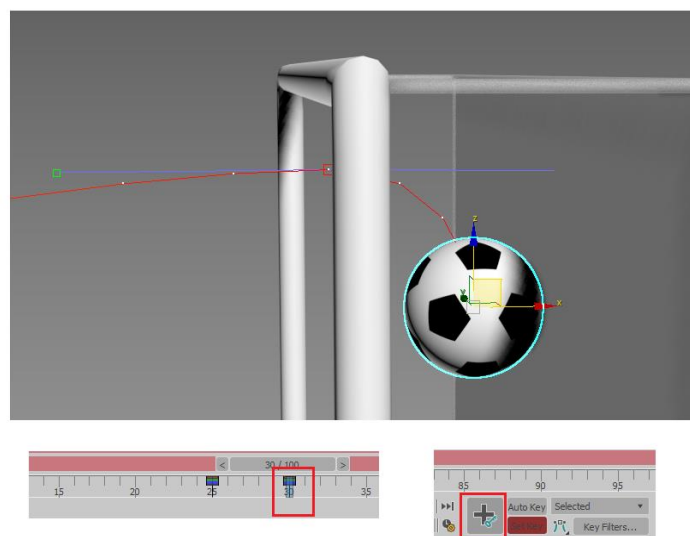 z
y
x
< 30 / 100 >
15 20 25 30 35
85 90 95
Auto Key Selected
Set Key Key Filters...